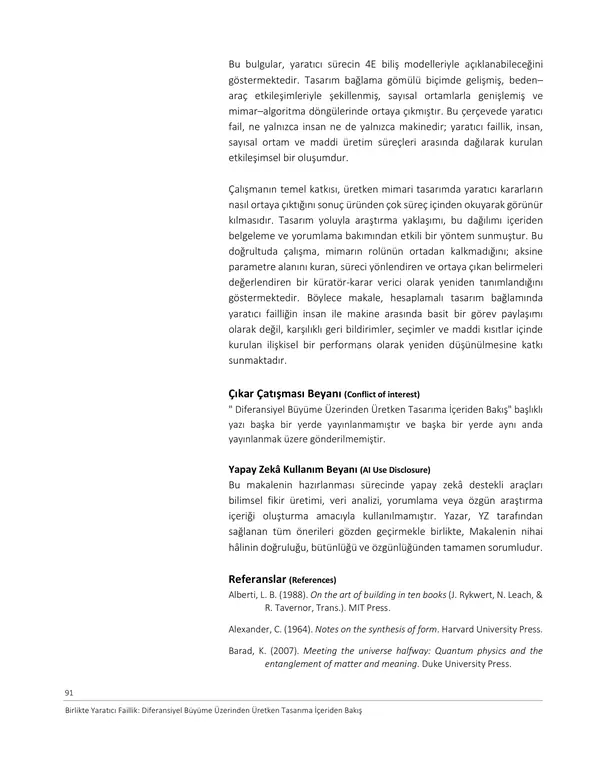 Bu bulgular, yaratıcı sürecin 4E biliş modelleriyle açıklanabileceğini
göstermektedir. Tasarım bağlama gömülü biçimde gelişmiş, beden–
araç etkileşimleriyle şekillenmiş, sayısal ortamlarla genişlemiş ve
mimar–algoritma döngülerinde ortaya çıkmıştır. Bu çerçevede yaratıcı
fail, ne yalnızca insan ne de yalnızca makinedir; yaratıcı faillik, insan,
sayısal ortam ve maddi üretim süreçleri arasında dağılarak kurulan
etkileşimsel bir oluşumdur.
Çalışmanın temel katkısı, üretken mimari tasarımda yaratıcı kararların
nasıl ortaya çıktığını sonuç üründen çok süreç içinden okuyarak görünür
kılmasıdır. Tasarım yoluyla araştırma yaklaşımı, bu dağılımı içeriden
belgeleme ve yorumlama bakımından etkili bir yöntem sunmuştur. Bu
doğrultuda çalışma, mimarın rolünün ortadan kalkmadığını; aksine
parametre alanını kuran, süreci yönlendiren ve ortaya çıkan belirmeleri
değerlendiren bir küratör-karar verici olarak yeniden tanımlandığını
göstermektedir. Böylece makale, hesaplamalı tasarım bağlamında
yaratıcı failliğin insan ile makine arasında basit bir görev paylaşımı
olarak değil, karşılıklı geri bildirimler, seçimler ve maddi kısıtlar içinde
kurulan ilişkisel bir performans olarak yeniden düşünülmesine katkı
sunmaktadır.
Çıkar Çatışması Beyanı (Conflict of interest)
" Diferansiyel Büyüme Üzerinden Üretken Tasarıma İçeriden Bakış" başlıklı
yazı başka bir yerde yayınlanmamıştır ve başka bir yerde aynı anda
yayınlanmak üzere gönderilmemiştir.
Yapay Zekâ Kullanım Beyanı (AI Use Disclosure)
Bu makalenin hazırlanması sürecinde yapay zekâ destekli araçları
bilimsel fikir üretimi, veri analizi, yorumlama veya özgün araştırma
içeriği oluşturma amacıyla kullanılmamıştır. Yazar, YZ tarafından
sağlanan tüm önerileri gözden geçirmekle birlikte, Makalenin nihai
hâlinin doğruluğu, bütünlüğü ve özgünlüğünden tamamen sorumludur.
Referanslar (References)
Alberti, L. B. (1988). On the art of building in ten books (J. Rykwert, N. Leach, &
R. Tavernor, Trans.). MIT Press.
Alexander, C. (1964). Notes on the synthesis of form. Harvard University Press.
Barad, K. (2007). Meeting the universe halfway: Quantum physics and the
entanglement of matter and meaning. Duke University Press.
91
Birlikte Yaratıcı Faillik: Diferansiyel Büyüme Üzerinden Üretken Tasarıma İçeriden Bakış